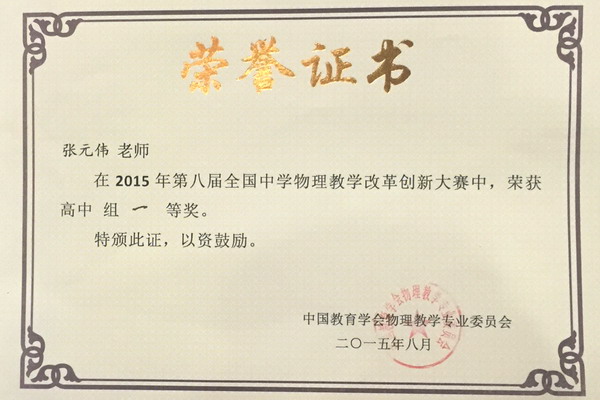 荣誉证书
张元伟 老师
在 2015 年第八届全国中学物理教学改革创新大赛中，荣获
高中 组 一 等奖。
特颁此证，以资鼓励。
中国教育学会物理教学专业委员会
二〇一五年八月